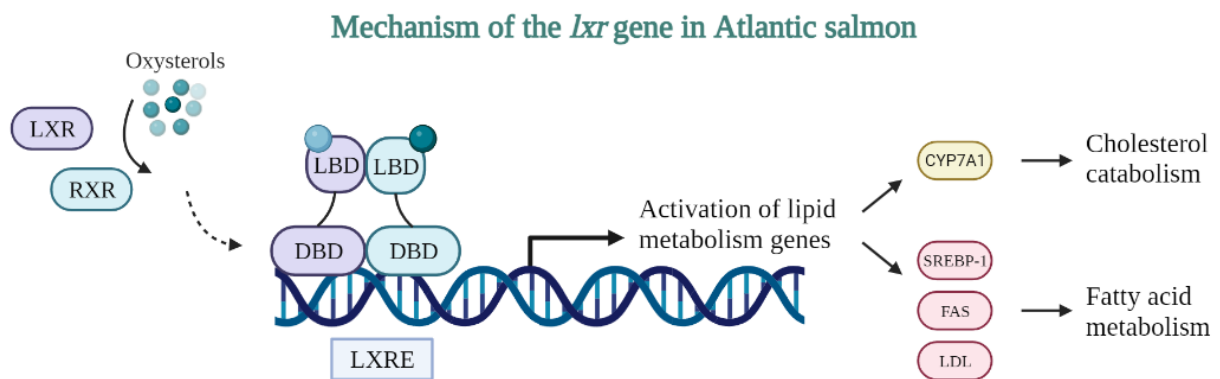 Mechanism of the lxr gene in Atlantic salmon
Oxysterols
LXR
RXR
LBD
LBD
DBD
DBD
LXRE
Activation of lipid
metabolism genes
CYP7A1
Cholesterol
catabolism
SREBP-1
FAS
LDL
Fatty acid
metabolism